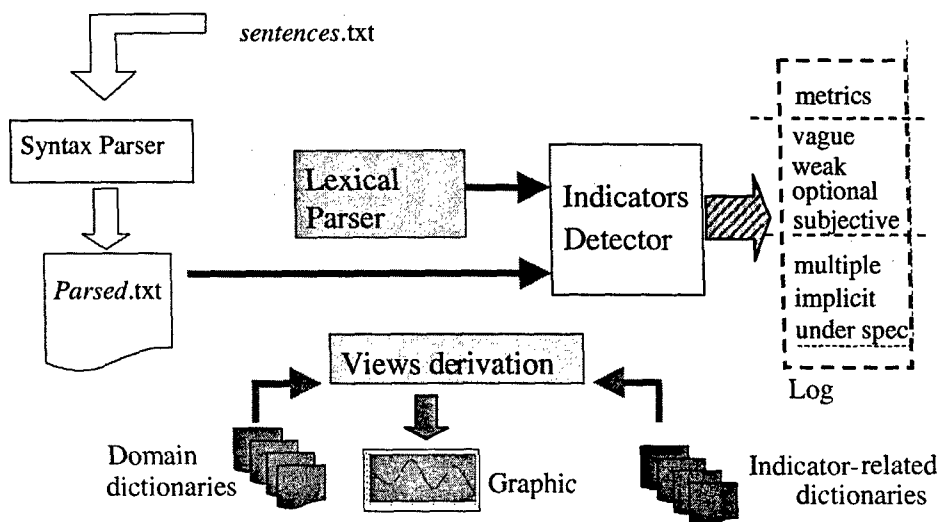 sentences.txt
Syntax Parser
Parsed.txt
Lexical
Parser
Indicators
Detector
metrics
vague
weak
optional
subjective
multiple
implicit
under spec
Log
Views derivation
Domain
dictionaries
Graphic
Indicator-related
dictionaries